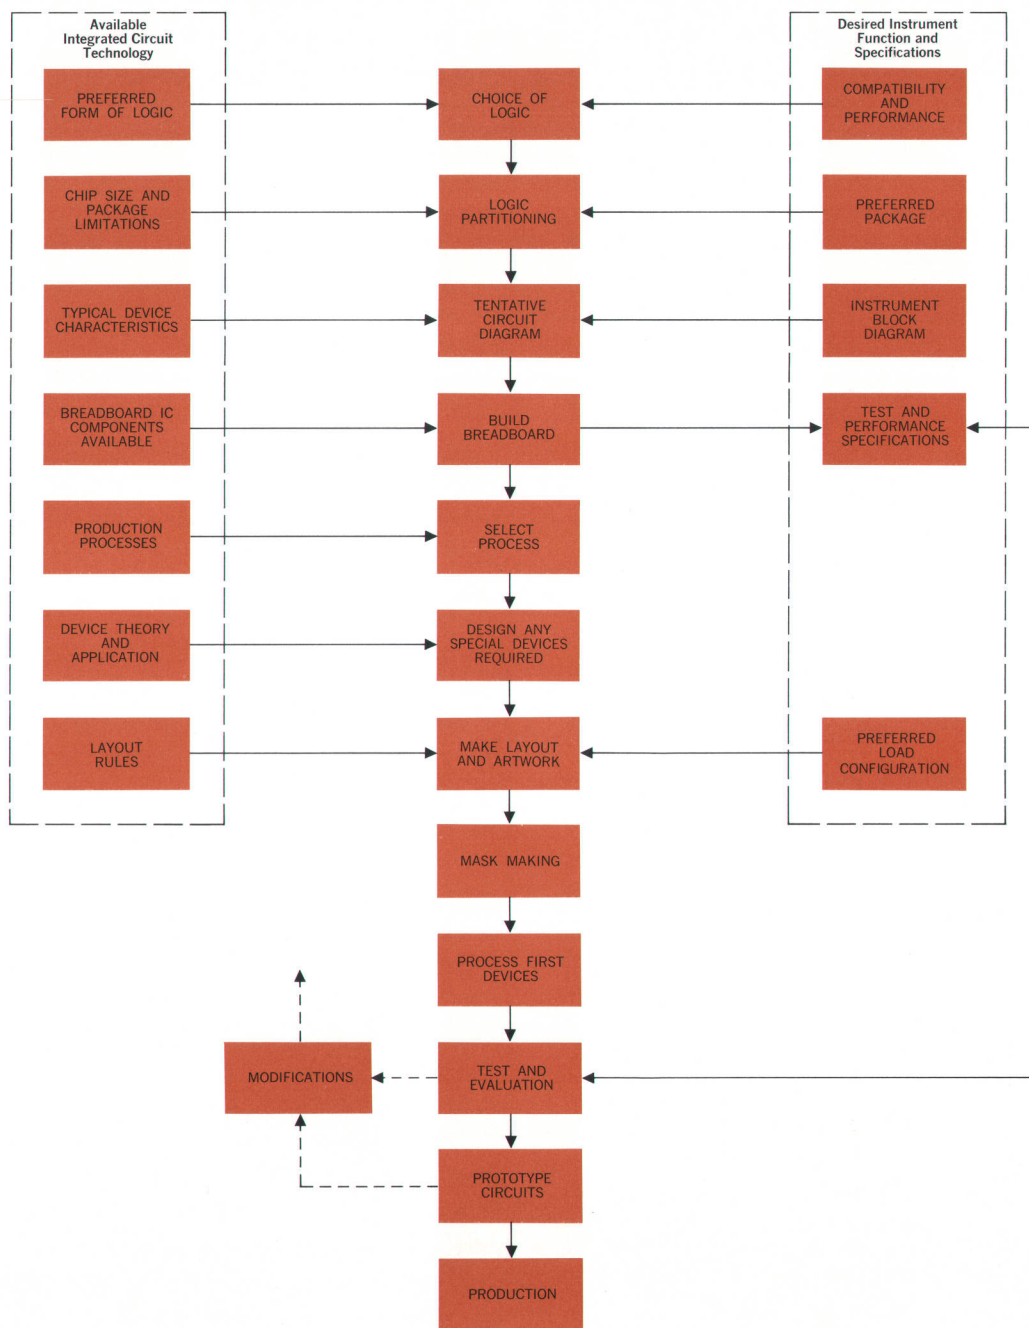 Available
Integrated Circuit
Technology
Desired Instrument
Function and
Specifications
PREFERRED
FORM OF LOGIC
CHOICE OF
LOGIC
COMPATIBILITY
AND
PERFORMANCE
CHIP SIZE AND
PACKAGE
LIMITATIONS
LOGIC
PARTITIONING
PREFERRED
PACKAGE
TYPICAL DEVICE
CHARACTERISTICS
TENTATIVE
CIRCUIT
DIAGRAM
INSTRUMENT
BLOCK
DIAGRAM
BREADBOARD IC
COMPONENTS
AVAILABLE
BUILD
BREADBOARD
TEST AND
PERFORMANCE
SPECIFICATIONS
PRODUCTION
PROCESSES
SELECT
PROCESS
DEVICE THEORY
AND
APPLICATION
DESIGN ANY
SPECIAL DEVICES
REQUIRED
LAYOUT
RULES
MAKE LAYOUT
AND ARTWORK
PREFERRED
LOAD
CONFIGURATION
MASK MAKING
PROCESS FIRST
DEVICES
MODIFICATIONS
TEST AND
EVALUATION
PROTOTYPE
CIRCUITS
PRODUCTION